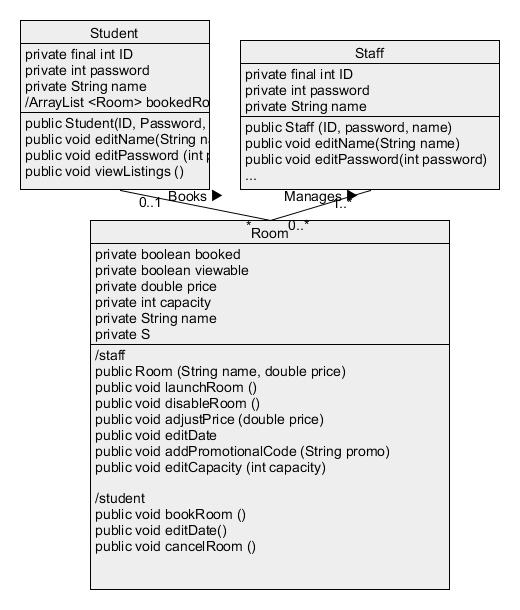 Student
private final int ID
private int password
private String name
/ArrayList <Room> bookedRo
public Student(ID, Password,
public void editName(String n
public void editPassword (int p
public void viewListings ()
Staff
private final int ID
private int password
private String name
public Staff (ID, password, name)
public void editName(String name)
public void editPassword(int password)
...
Books ▶
Manages ▶
0..1
1..*
*
0..*
Room
private boolean booked
private boolean viewable
private double price
private int capacity
private String name
private S
/staff
public Room (String name, double price)
public void launchRoom ()
public void disableRoom ()
public void adjustPrice (double price)
public void editDate
public void addPromotionalCode (String promo)
public void editCapacity (int capacity)
/student
public void bookRoom ()
public void editDate()
public void cancelRoom ()